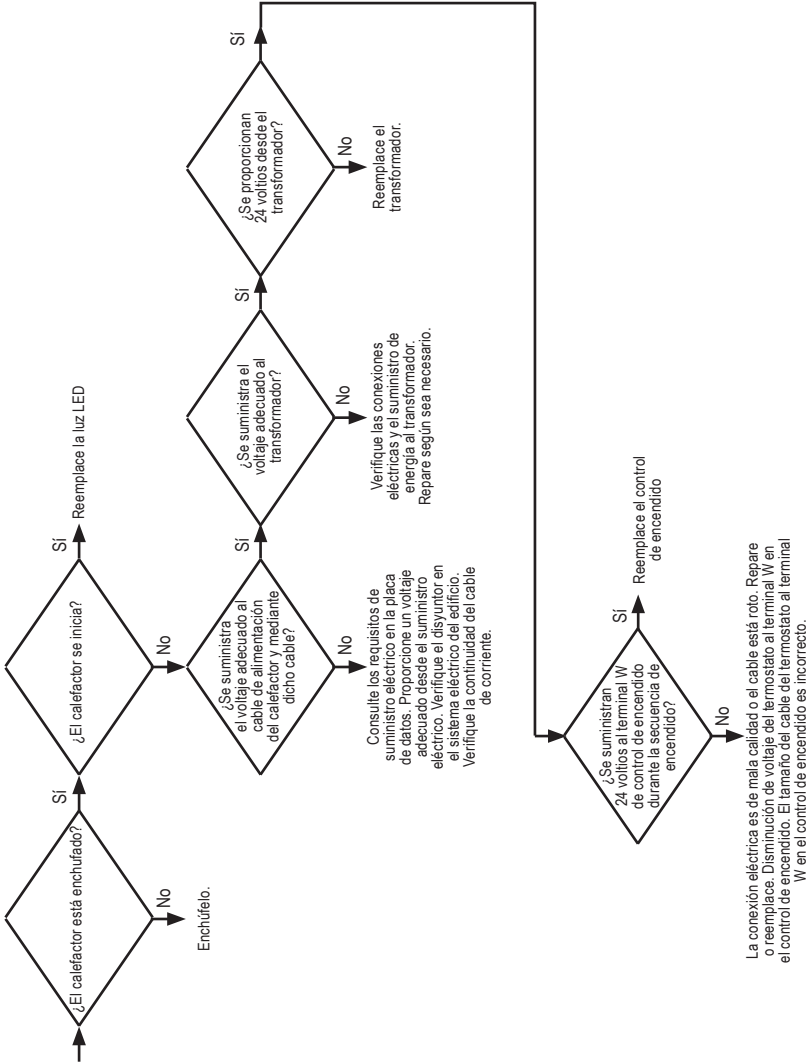 ¿El calefactor está enchufado?
No
Enchúfelo.
Sí
¿El calefactor se inicia?
Sí
Reemplace la luz LED
No
¿Se suministra
el voltaje adecuado al
cable de alimentación
del calefactor y mediante
dicho cable?
No
Consulte los requisitos de
suministro eléctrico en la placa
de datos. Proporcione un voltaje
adecuado desde el suministro
eléctrico. Verifique el disyuntor en
el sistema eléctrico del edificio.
Verifique la continuidad del cable
de corriente.
Sí
¿Se suministra el
voltaje adecuado al
transformador?
No
Verifique las conexiones
eléctricas y el suministro de
energía al transformador.
Repare según sea necesario.
Sí
¿Se proporcionan
24 voltios desde el
transformador?
No
Reemplace el
transformador.
Sí
¿Se suministran
24 voltios al terminal W
de control de encendido
durante la secuencia de
encendido?
Sí
Reemplace el control
de encendido
No
La conexión eléctrica es de mala calidad o el cable está roto. Repare
o reemplace. Disminución de voltaje del termostato al terminal W en
el control de encendido. El tamaño del cable del termostato al terminal
W en el control de encendido es incorrecto.